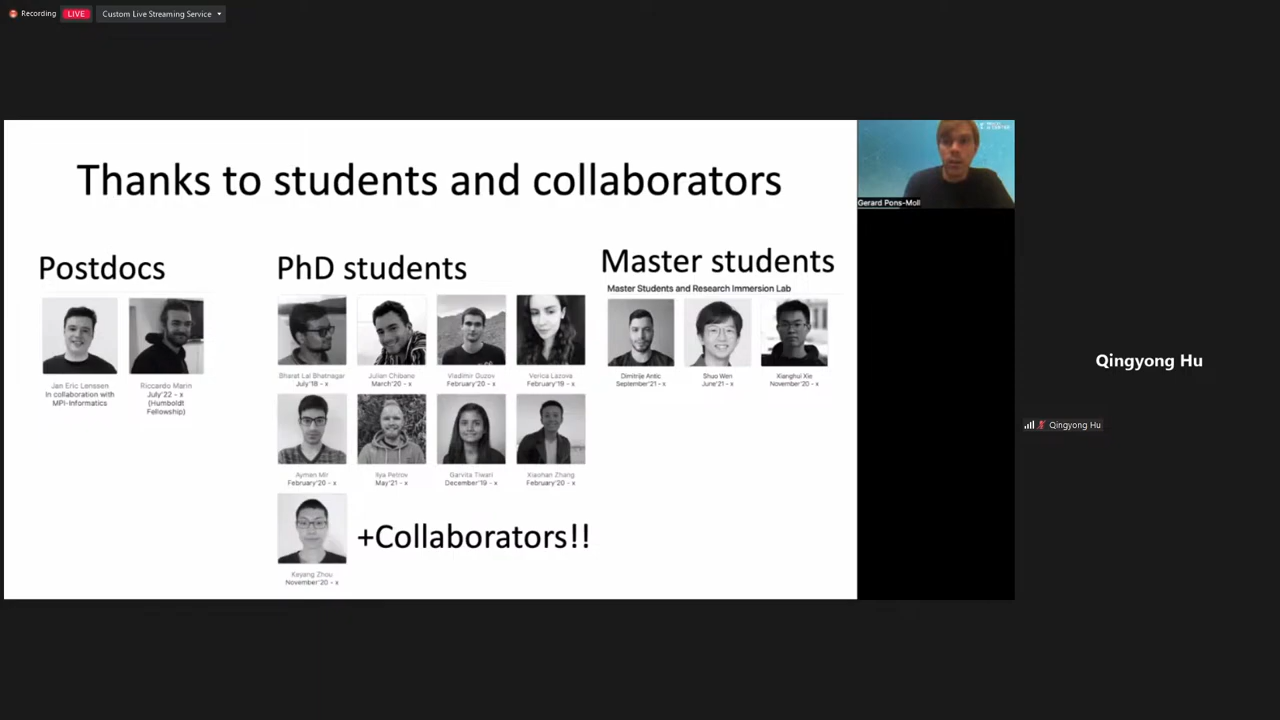 Recording LIVE Custom Live Streaming Service
Thanks to students and collaborators
Gerard Pons-Moll
Postdocs
Jan Eric Lenssen
In collaboration with
MPI-Informatics
Riccardo Marin
July'22 - x
(Humboldt
Fellowship)
PhD students
Bharat Lal Bhatnagar
July'18 - x
Julian Chibane
March'20 - x
Vladimir Guzov
February'20 - x
Verica Lazova
February'19 - x
Aymen Mir
February'20 - x
Ilya Petrov
May'21 - x
Garvita Tiwari
December'19 - x
Xiaohan Zhang
February'20 - x
Keyang Zhou
November'20 - x
+Collaborators!!
Master students
Master Students and Research Immersion Lab
Dimitrije Antic
September'21 - x
Shuo Wen
June'21 - x
Xianghui Xie
November'20 - x
Qingyong Hu
Qingyong Hu